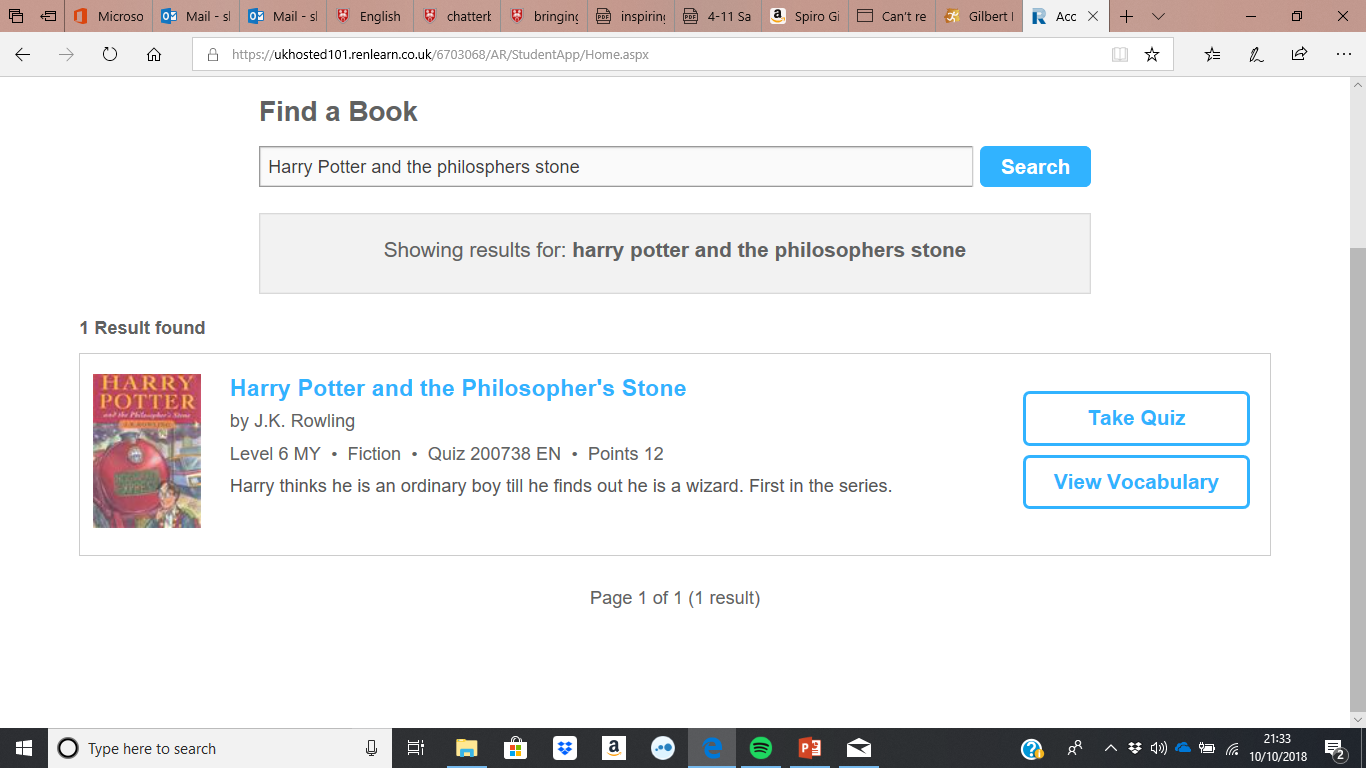 Microso
Mail - sl
Mail - sl
English
chatterb
bringing
inspiring
4-11 Sa
Spiro Gi
Can't re
Gilbert
Acc
https://ukhosted101.renlearn.co.uk/6703068/AR/StudentApp/Home.aspx
Find a Book
Harry Potter and the philosphers stone
Search
Showing results for: harry potter and the philosophers stone
1 Result found
HARRY
POTTER
and the Philosopher's Stone
J.K. ROWLING
Harry Potter and the Philosopher's Stone
by J.K. Rowling
Level 6 MY • Fiction • Quiz 200738 EN • Points 12
Harry thinks he is an ordinary boy till he finds out he is a wizard. First in the series.
Take Quiz
View Vocabulary
Page 1 of 1 (1 result)
Type here to search
21:33
10/10/2018
2